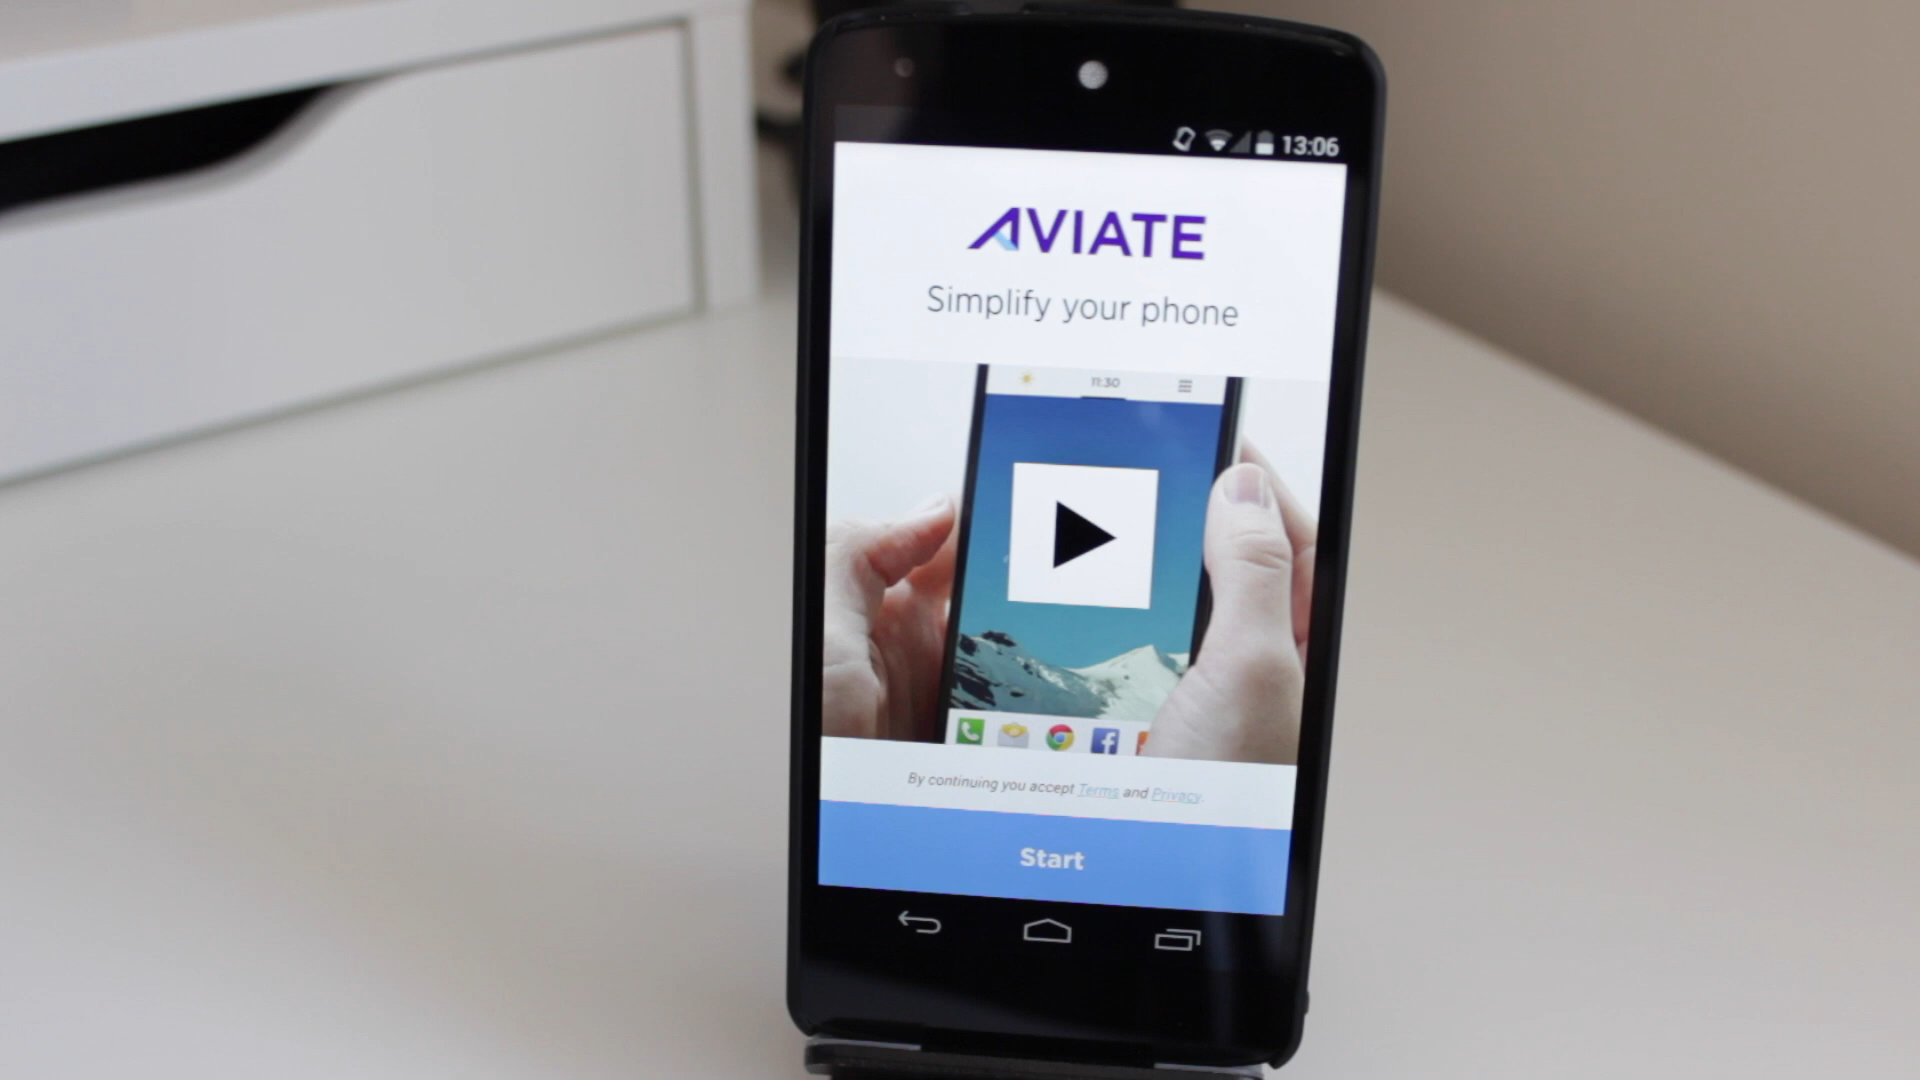 13:06
AVIATE
Simplify your phone
11:30
By continuing you accept Terms and Privacy.
Start